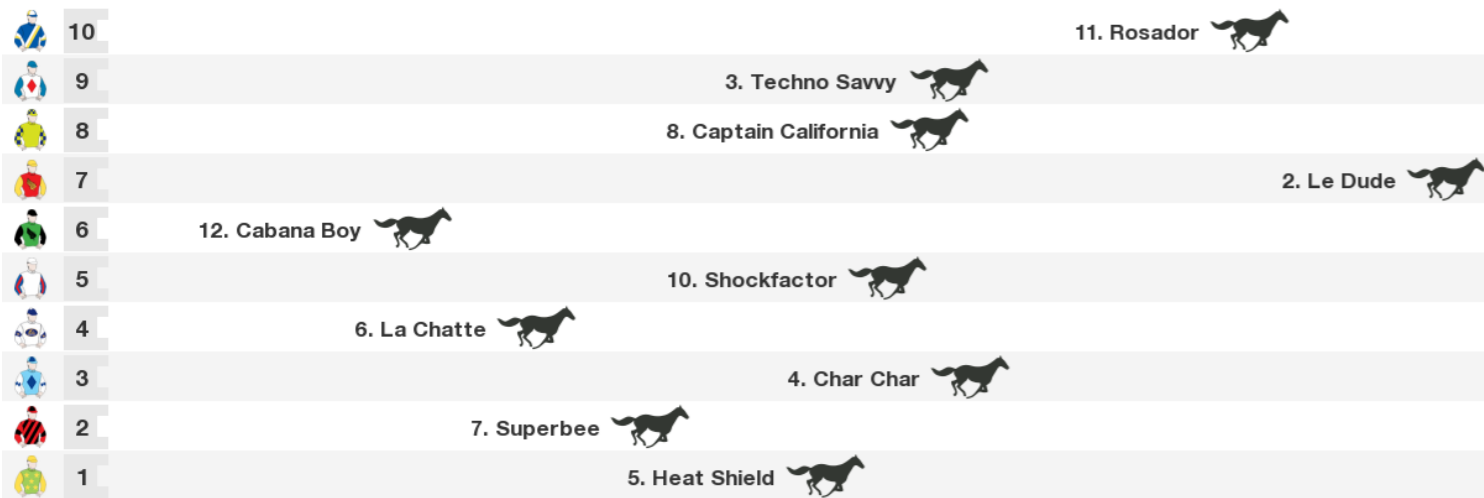 10 11. Rosador
9 3. Techno Savvy
8 8. Captain California
7 2. Le Dude
6 12. Cabana Boy
5 10. Shockfactor
4 6. La Chatte
3 4. Char Char
2 7. Superbee
1 5. Heat Shield